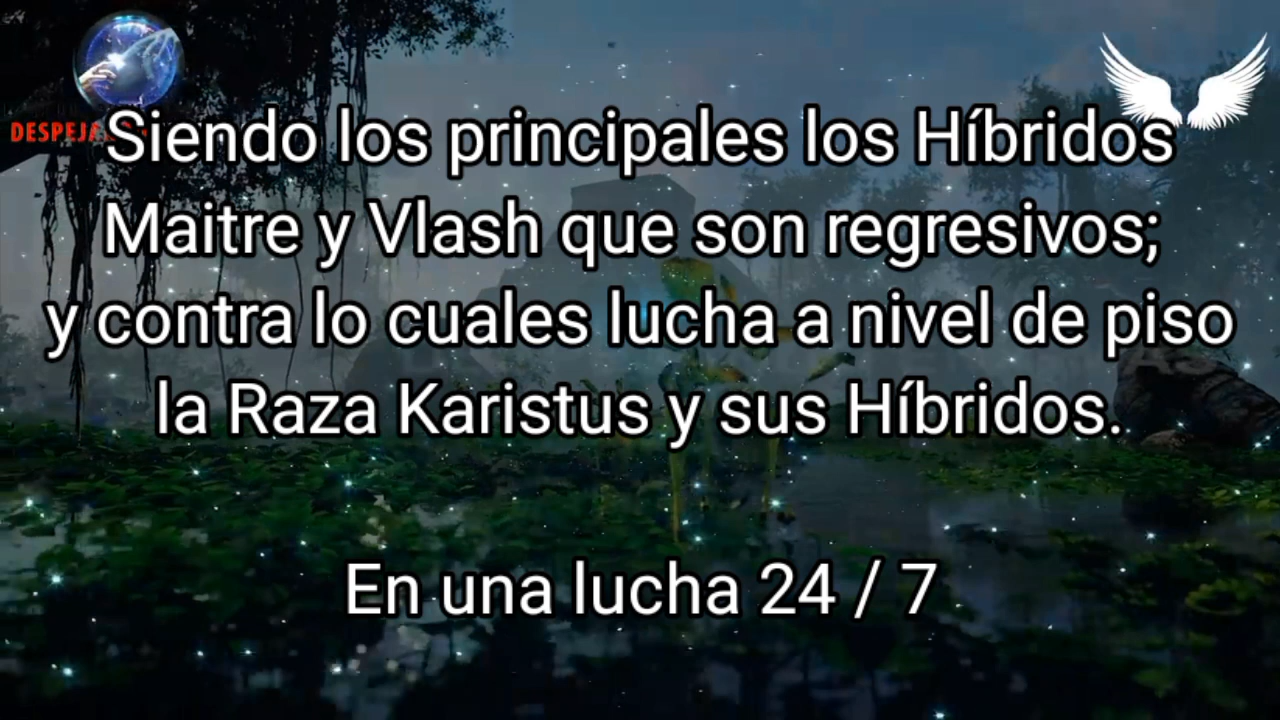 Siendo los principales los Híbridos
Maitre y Vlash que son regresivos;
y contra lo cuales lucha a nivel de piso
la Raza Karistus y sus Híbridos.
En una lucha 24 / 7